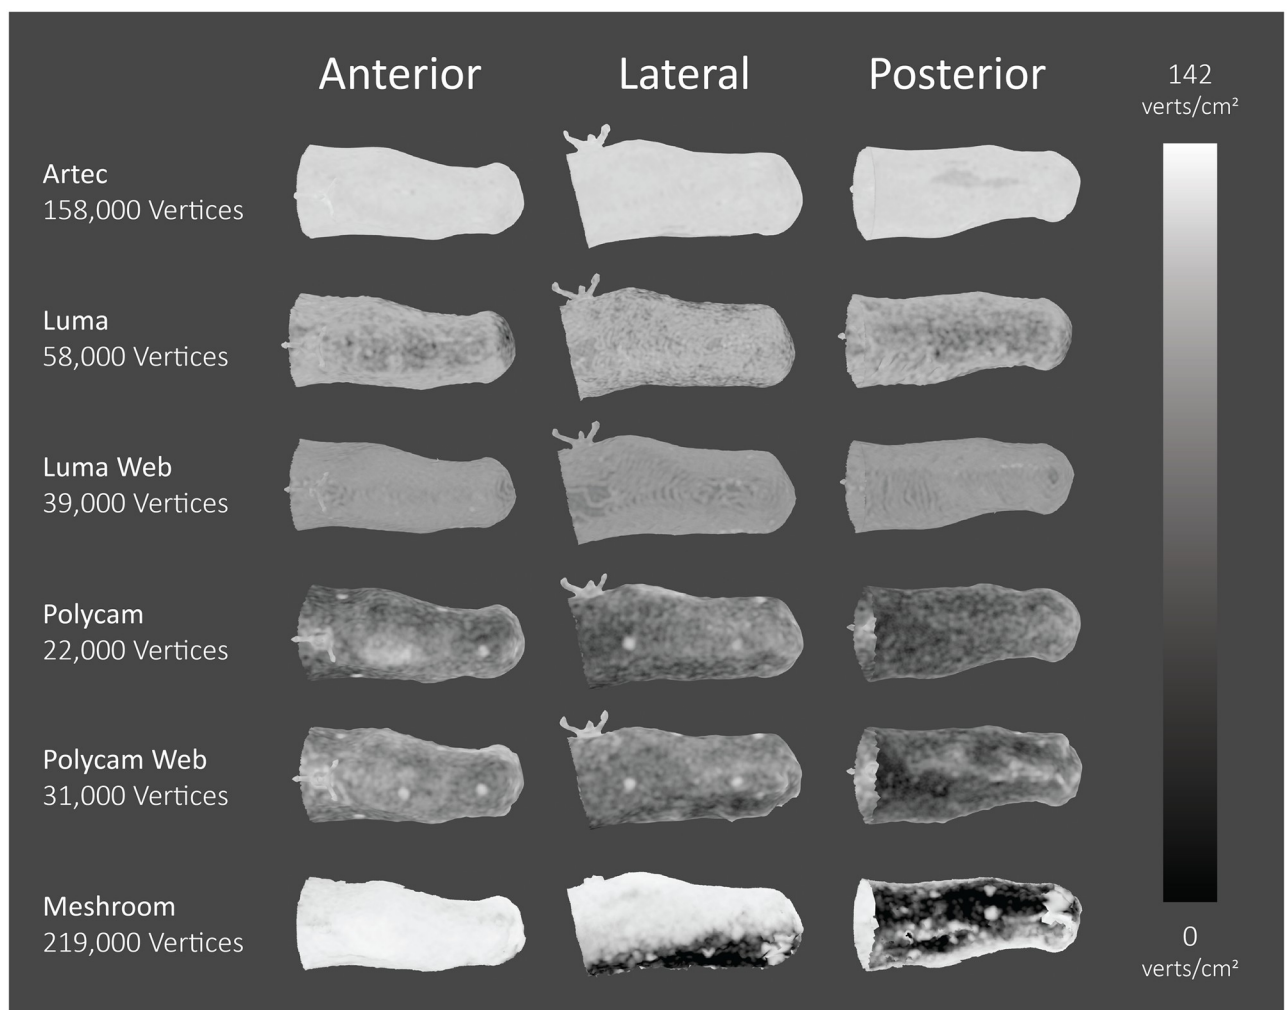 Anterior
Lateral
Posterior
142
verts/cm²
Artec
158,000 Vertices
Luma
58,000 Vertices
Luma Web
39,000 Vertices
Polycam
22,000 Vertices
Polycam Web
31,000 Vertices
Meshroom
219,000 Vertices
0
verts/cm²